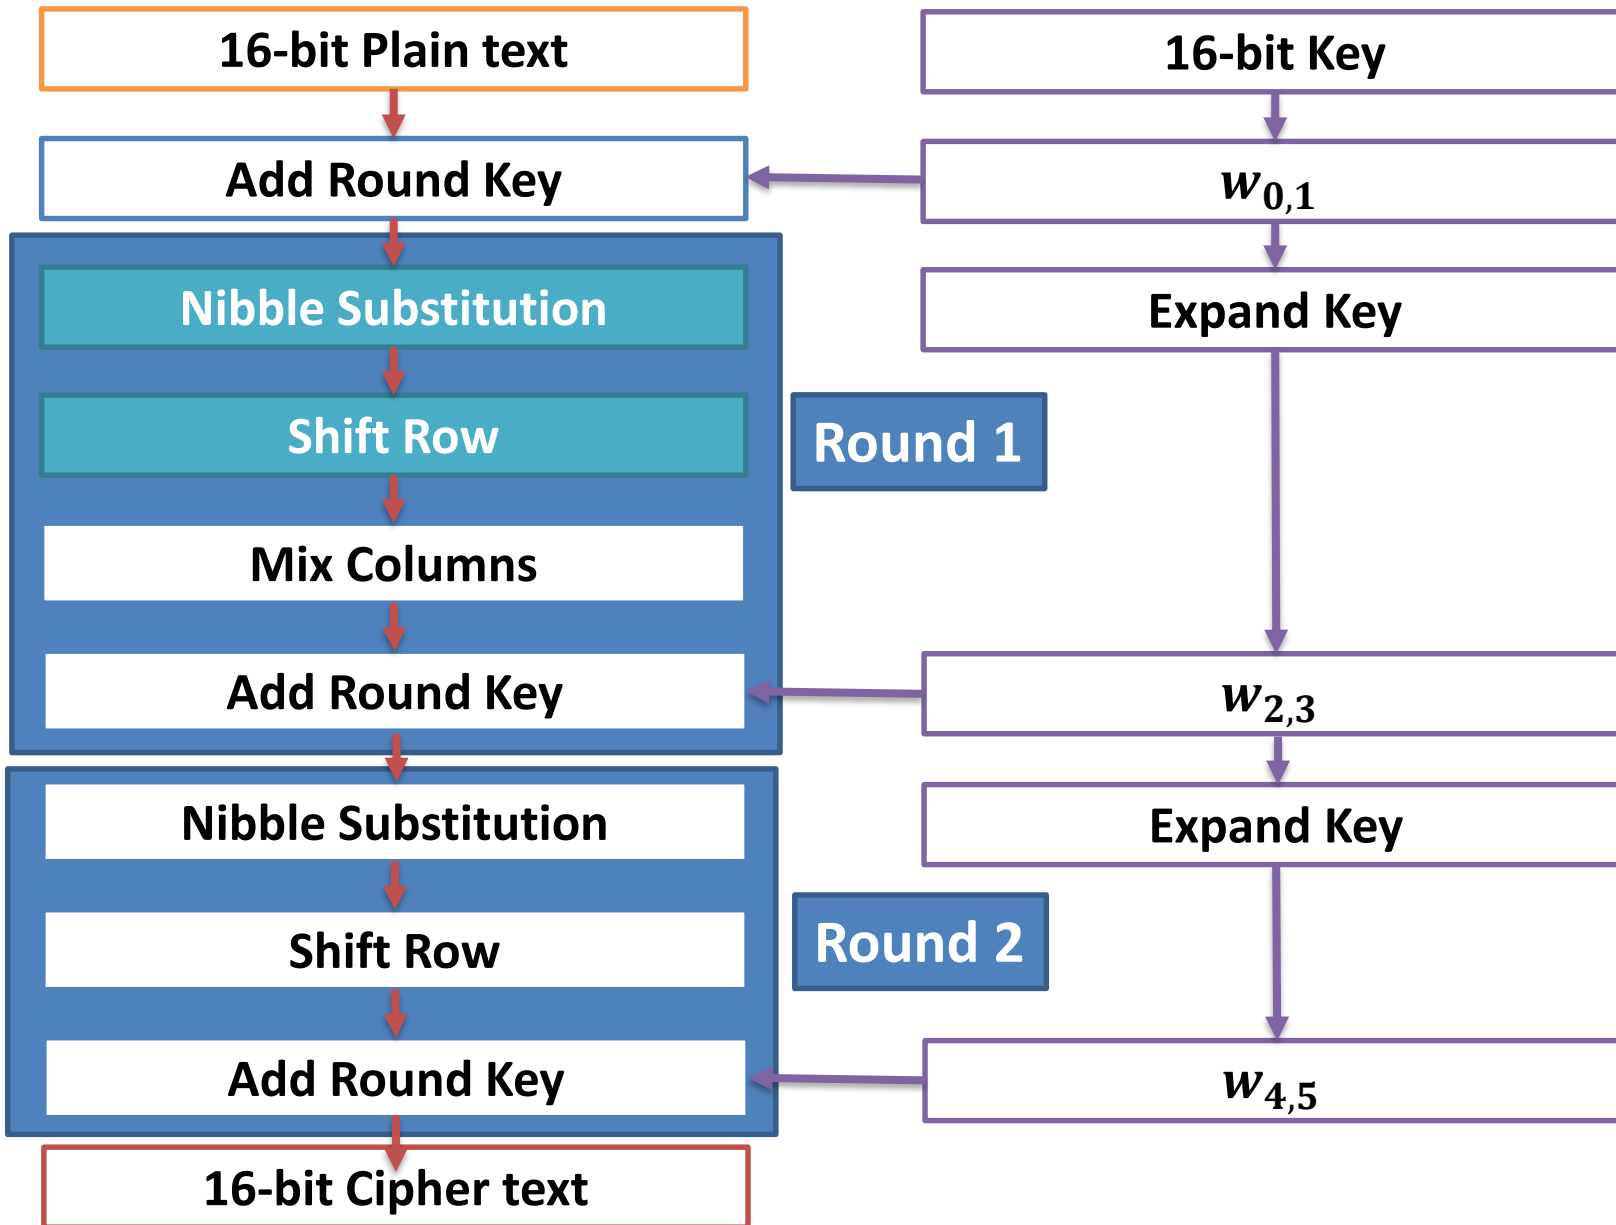 16-bit Plain text
16-bit Key
Add Round Key
w0,1
Nibble Substitution
Expand Key
Shift Row
Round 1
Mix Columns
Add Round Key
w2,3
Nibble Substitution
Expand Key
Shift Row
Round 2
Add Round Key
w4,5
16-bit Cipher text